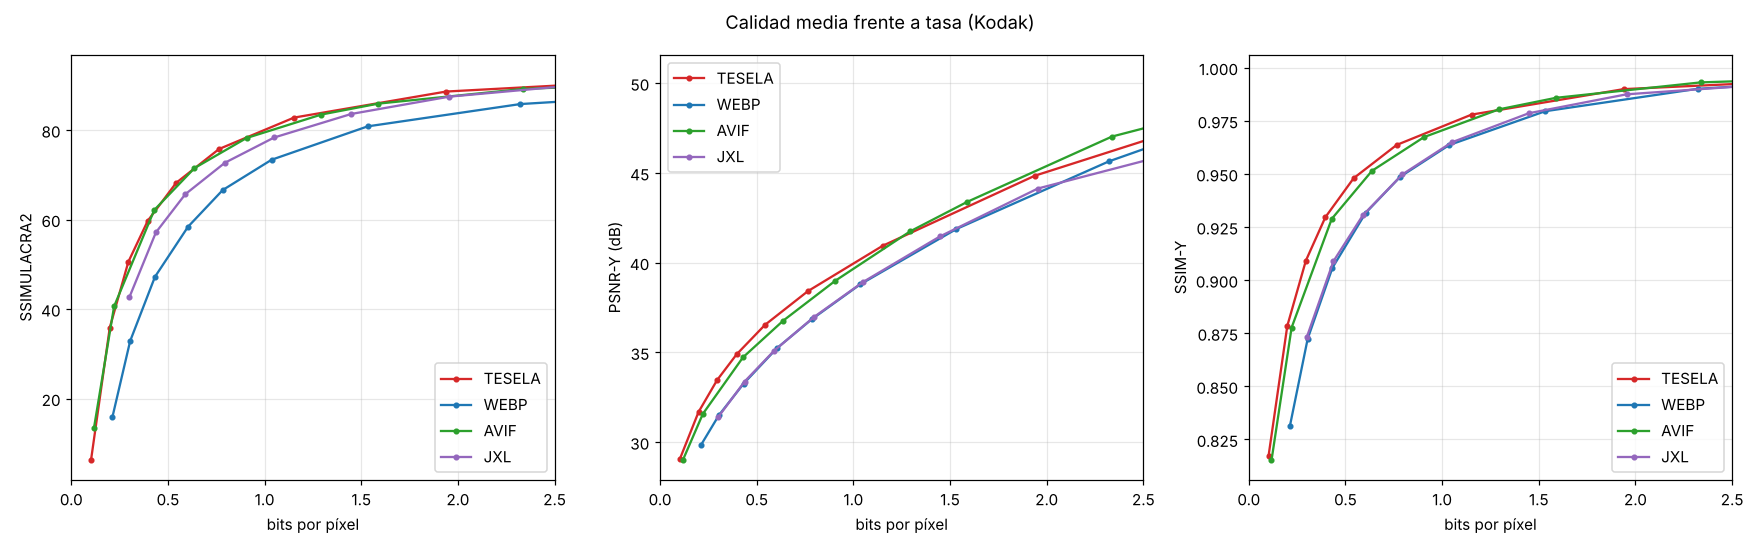 Calidad media frente a tasa (Kodak)
SSIMULACRA2
80
60
40
20
0.0 0.5 1.0 1.5 2.0 2.5
bits por píxel
TESELA
WEBP
AVIF
JXL
PSNR-Y (dB)
50
45
40
35
30
0.0 0.5 1.0 1.5 2.0 2.5
bits por píxel
TESELA
WEBP
AVIF
JXL
SSIM-Y
1.000
0.975
0.950
0.925
0.900
0.875
0.850
0.825
0.0 0.5 1.0 1.5 2.0 2.5
bits por píxel
TESELA
WEBP
AVIF
JXL